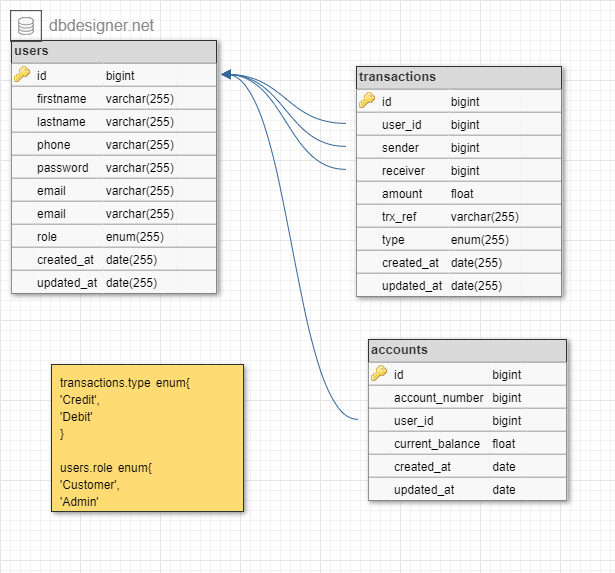 dbdesigner.net
users
id bigint
firstname varchar(255)
lastname varchar(255)
phone varchar(255)
password varchar(255)
email varchar(255)
email varchar(255)
role enum(255)
created_at date(255)
updated_at date(255)
transactions
id bigint
user_id bigint
sender bigint
receiver bigint
amount float
trx_ref varchar(255)
type enum(255)
created_at date(255)
updated_at date(255)
accounts
id bigint
account_number bigint
user_id bigint
current_balance float
created_at date
updated_at date
transactions.type enum{
'Credit',
'Debit'
}
users.role enum{
'Customer',
'Admin'